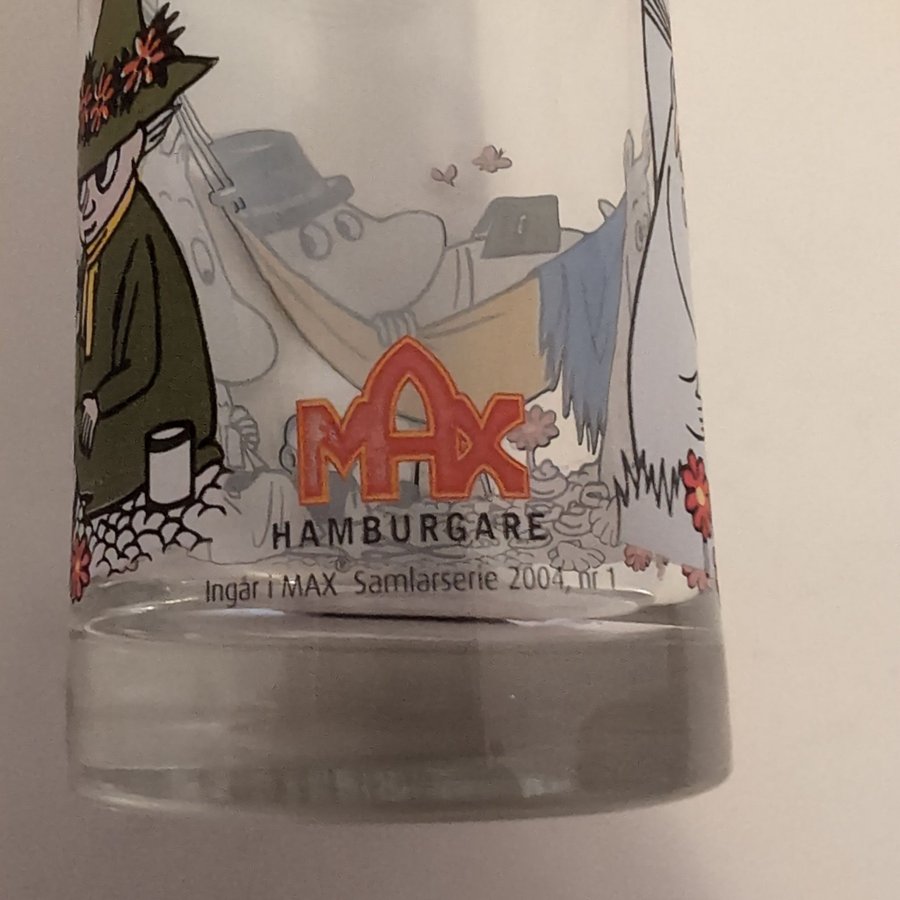 MAX
HAMBURGARE
Ingår i MAX® Samlarserie 2004, nr 1